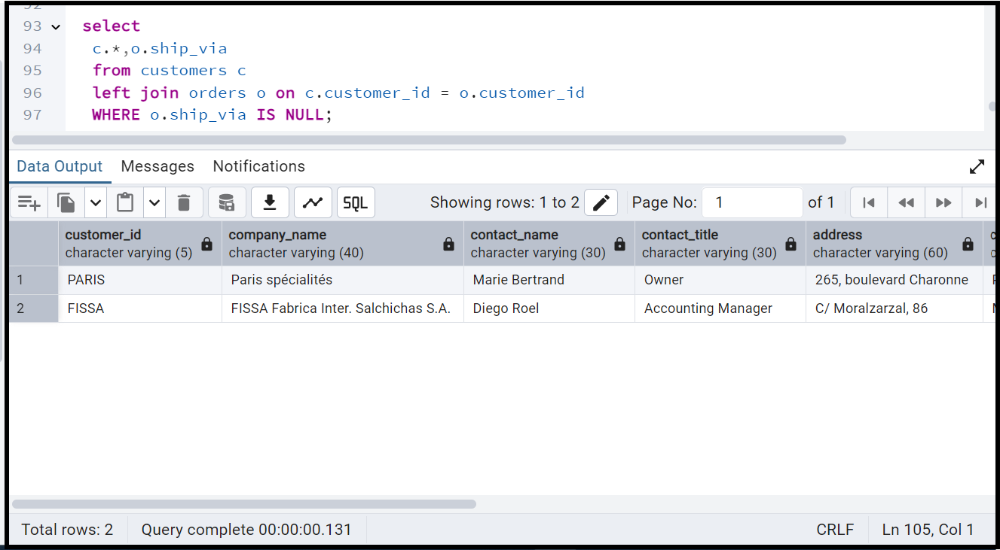 93 select
94 c.*,o.ship_via
95 from customers c
96 left join orders o on c.customer_id = o.customer_id
97 WHERE o.ship_via IS NULL;
Data Output Messages Notifications
SQL Showing rows: 1 to 2 Page No: 1 of 1
customer_id company_name contact_name contact_title address
character varying (5) character varying (40) character varying (30) character varying (30) character varying (60)
1 PARIS Paris spécialités Marie Bertrand Owner 265, boulevard Charonne
2 FISSA FISSA Fabrica Inter. Salchichas S.A. Diego Roel Accounting Manager C/ Moralzarzal, 86
Total rows: 2 Query complete 00:00:00.131 CRLF Ln 105, Col 1